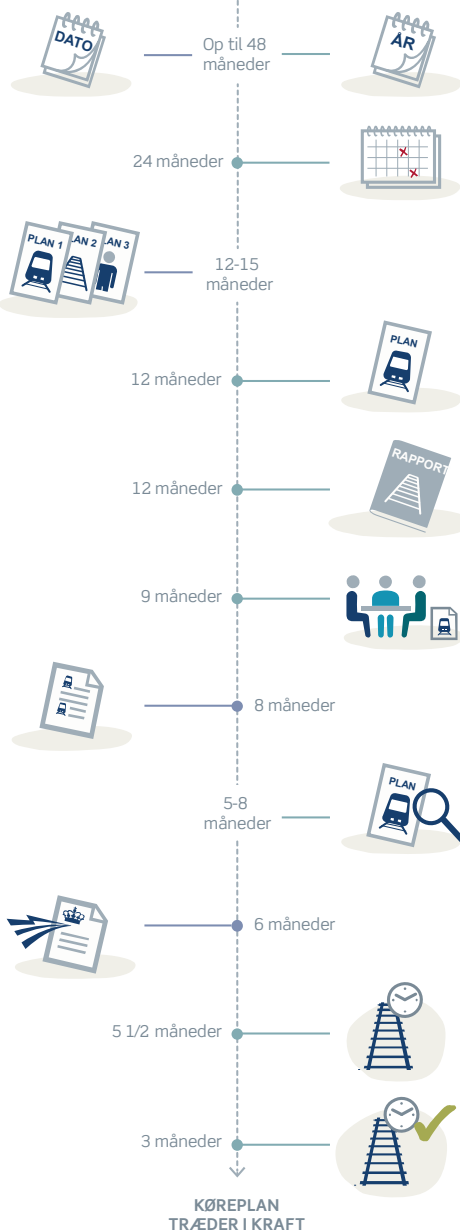 DATO
Op til 48
måneder
ÅR
24 måneder
PLAN 1
LAN 2
LAN 3
12-15
måneder
12 måneder
PLAN
12 måneder
RAPPORT
9 måneder
8 måneder
5-8
måneder
PLAN
6 måneder
5 1/2 måneder
3 måneder
KØREPLAN
TRÆDER I KRAFT